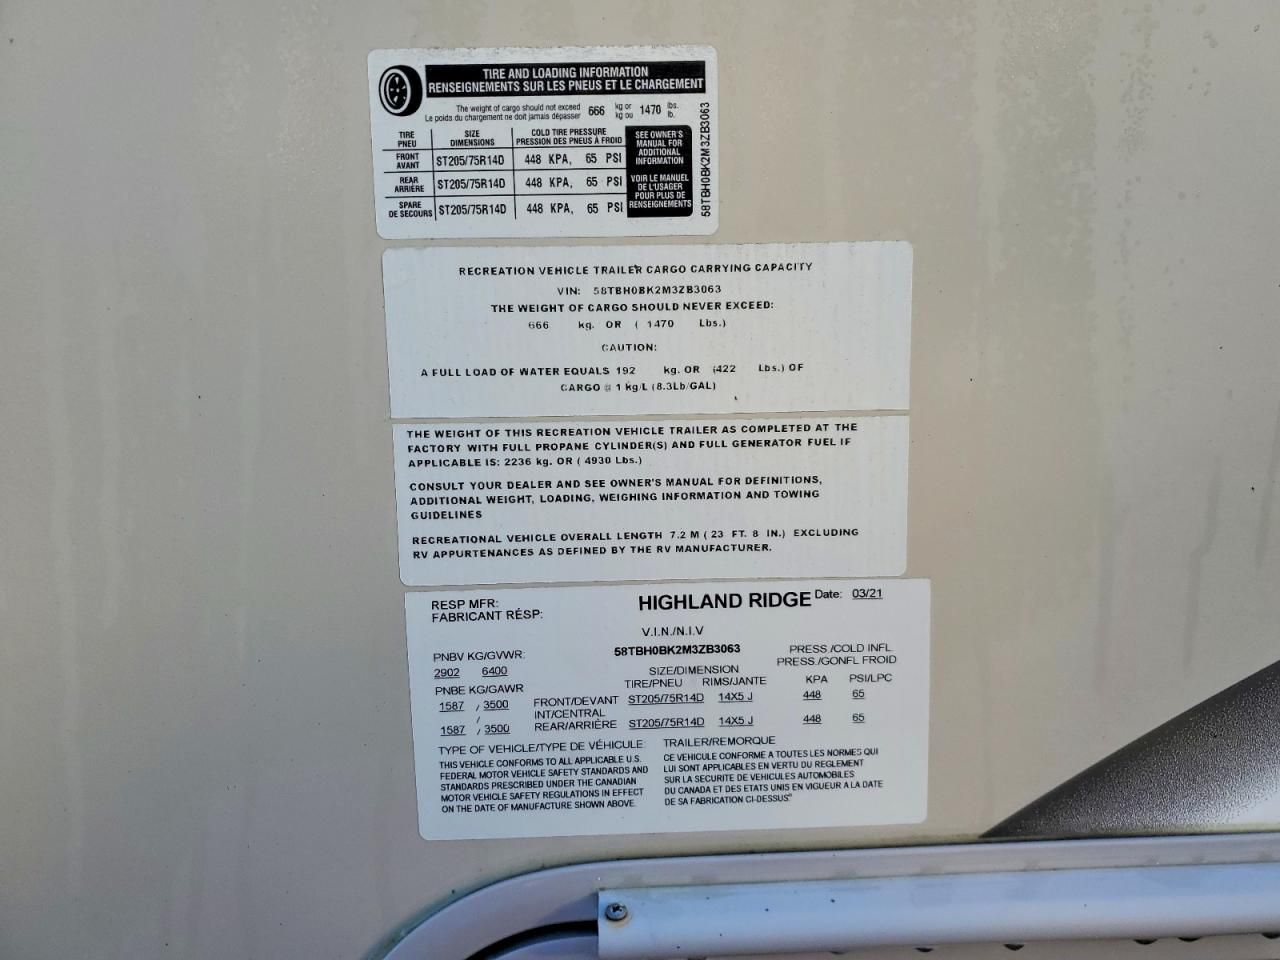 TIRE AND LOADING INFORMATION
RENSEIGNEMENTS SUR LES PNEUS ET LE CHARGEMENT
The weight of cargo should not exceed 666 kg or 1470 lbs.
Le poids du chargement ne doit jamais dépasser kg ou lb.
TIRE PNEU SIZE DIMENSIONS COLD TIRE PRESSURE PRESSION DES PNEUS À FROID
FRONT AVANT ST205/75R14D 448 KPA, 65 PSI
REAR ARRIÈRE ST205/75R14D 448 KPA, 65 PSI
SPARE DE SECOURS ST205/75R14D 448 KPA, 65 PSI
SEE OWNER'S
MANUAL FOR
ADDITIONAL
INFORMATION
VOIR LE MANUEL
DE L'USAGER
POUR PLUS DE
RENSEIGNEMENTS
58TBH0BK2M3ZB3063
RECREATION VEHICLE TRAILER CARGO CARRYING CAPACITY
VIN: 58TBH0BK2M3ZB3063
THE WEIGHT OF CARGO SHOULD NEVER EXCEED:
666 kg. OR ( 1470 Lbs.)
CAUTION:
A FULL LOAD OF WATER EQUALS 192 kg. OR (422 Lbs.) OF
CARGO @ 1 kg/L (8.3Lb/GAL)
THE WEIGHT OF THIS RECREATION VEHICLE TRAILER AS COMPLETED AT THE
FACTORY WITH FULL PROPANE CYLINDER(S) AND FULL GENERATOR FUEL IF
APPLICABLE IS: 2236 kg. OR ( 4930 Lbs.)
CONSULT YOUR DEALER AND SEE OWNER'S MANUAL FOR DEFINITIONS,
ADDITIONAL WEIGHT, LOADING, WEIGHING INFORMATION AND TOWING
GUIDELINES
RECREATIONAL VEHICLE OVERALL LENGTH 7.2 M ( 23 FT. 8 IN.) EXCLUDING
RV APPURTENANCES AS DEFINED BY THE RV MANUFACTURER.
RESP MFR:
FABRICANT RÉSP:
HIGHLAND RIDGE Date: 03/21
V.I.N./N.I.V
58TBH0BK2M3ZB3063
PNBV KG/GVWR:
2902 6400
SIZE/DIMENSION
PRESS./COLD INFL
PRESS./GONFL FROID
PNBE KG/GAWR TIRE/PNEU RIMS/JANTE KPA PSI/LPC
1587 / 3500 FRONT/DEVANT ST205/75R14D 14X5 J 448 65
/ INT/CENTRAL
1587 / 3500 REAR/ARRIÈRE ST205/75R14D 14X5 J 448 65
TYPE OF VEHICLE/TYPE DE VÉHICULE: TRAILER/REMORQUE
THIS VEHICLE CONFORMS TO ALL APPLICABLE U.S.
FEDERAL MOTOR VEHICLE SAFETY STANDARDS AND
STANDARDS PRESCRIBED UNDER THE CANADIAN
MOTOR VEHICLE SAFETY REGULATIONS IN EFFECT
ON THE DATE OF MANUFACTURE SHOWN ABOVE.
CE VEHICULE CONFORME A TOUTES LES NORMES QUI
LUI SONT APPLICABLES EN VERTU DU REGLEMENT
SUR LA SECURITE DE VEHICULES AUTOMOBILES
DU CANADA ET DES ETATS UNIS EN VIGUEUR A LA DATE
DE SA FABRICATION CI-DESSUS"